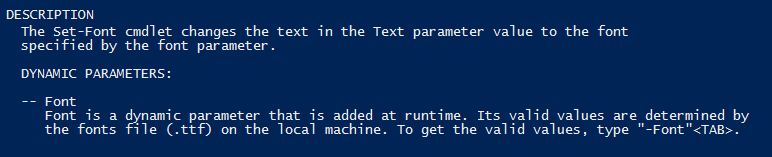 DESCRIPTION
The Set-Font cmdlet changes the text in the Text parameter value to the font
specified by the font parameter.
DYNAMIC PARAMETERS:
-- Font
Font is a dynamic parameter that is added at runtime. Its valid values are determined by
the fonts file (.ttf) on the local machine. To get the valid values, type "-Font"<TAB>.